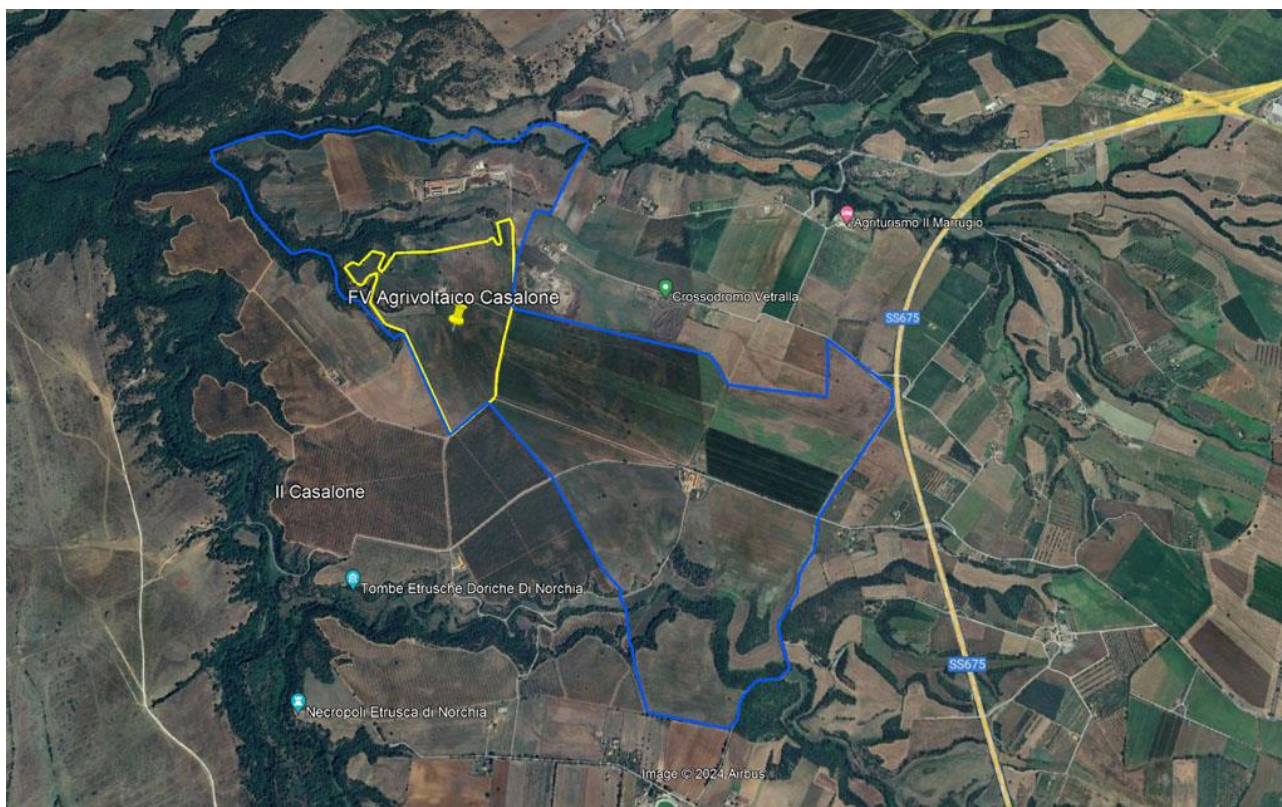 Agriturismo Il Marrugio
Crossodromo Vetralla
FV Agrivoltaico Casalone
SS675
Il Casalone
Tombe Etrusche Doriche Di Norchia
SS675
Necropoli Etrusca di Norchia
Image © 2024 Airbus